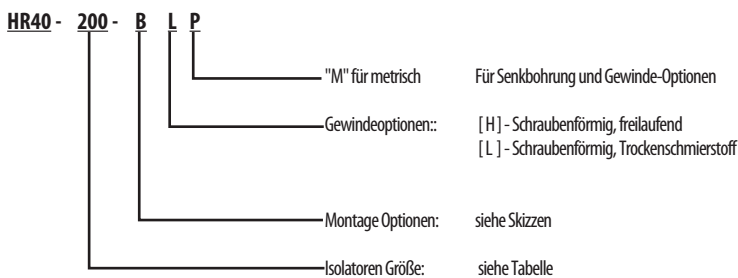 HR40 - 200 - B L P
"M" für metrisch Für Senkbohrung und Gewinde-Optionen
Gewindeoptionen:: [ H ] - Schraubenförmig, freilaufend
[ L ] - Schraubenförmig, Trockenschmierstoff
Montage Optionen: siehe Skizzen
Isolatoren Größe: siehe Tabelle